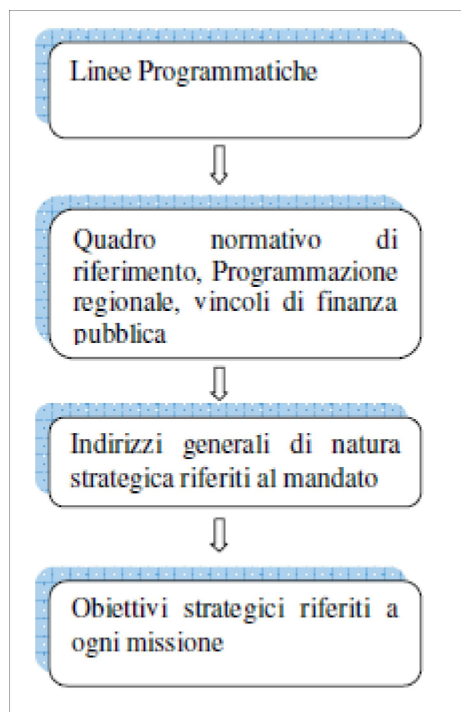 Linee Programmatiche
Quadro normativo di
riferimento, Programmazione
regionale, vincoli di finanza
pubblica
Indirizzi generali di natura
strategica riferiti al mandato
Obiettivi strategici riferiti a
ogni missione